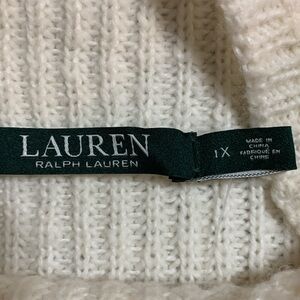 LAUREN
RALPH LAUREN
1X
MADE IN
CHINA
FABRIQUÉ EN
CHINE